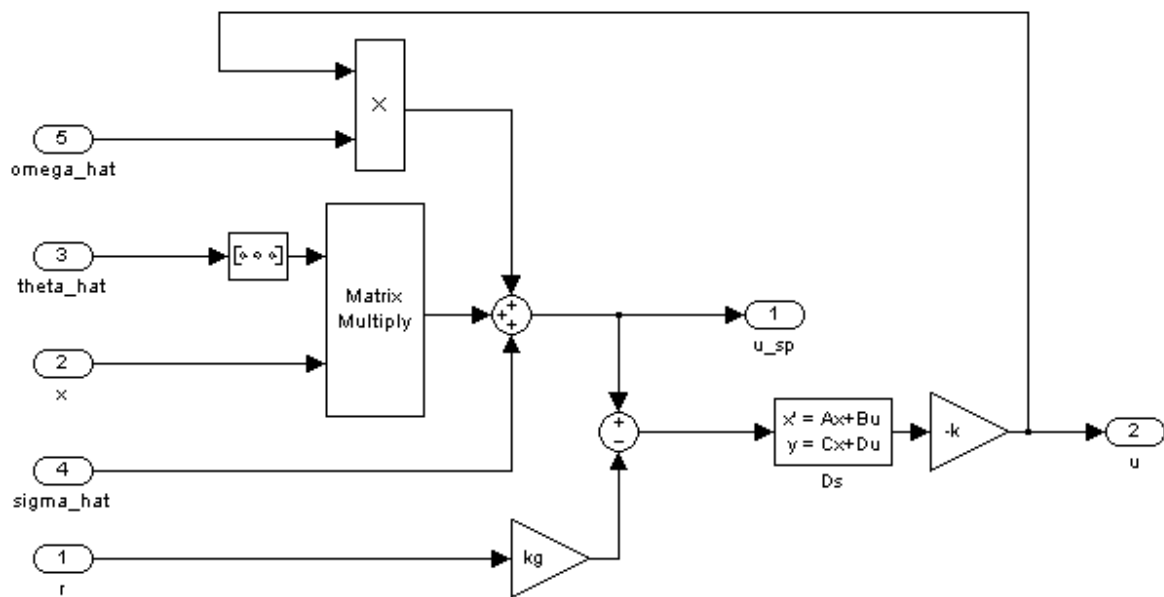 ×
5
omega_hat
3
theta_hat
[∘∘∘]
Matrix
Multiply
2
x
+
+
+
1
u_sp
4
sigma_hat
+
−
x' = Ax+Bu
y = Cx+Du
Ds
-k
2
u
1
r
kg